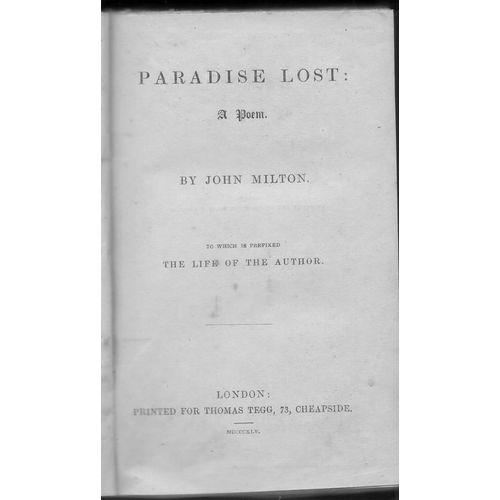 PARADISE LOST:
A Poem.
BY JOHN MILTON.
TO WHICH IS PREFIXED
THE LIFE OF THE AUTHOR.
LONDON:
PRINTED FOR THOMAS TEGG, 73, CHEAPSIDE.
MDCCCXLV.